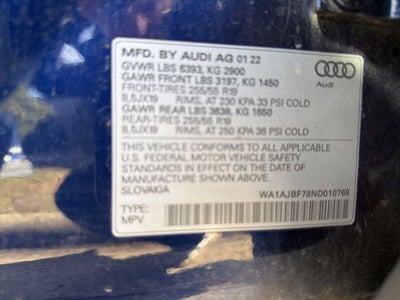 MFD. BY AUDI AG 01 22
GVWR LBS 6393, KG 2900
GAWR FRONT LBS 3197, KG 1450
FRONT-TIRES 255/55 R19
8,5JX19 RIMS, AT 230 KPA 33 PSI COLD
GAWR REAR LBS 3638, KG 1650
REAR-TIRES 255/55 R19
8,5JX19 RIMS, AT 250 KPA 36 PSI COLD
Audi
THIS VEHICLE CONFORMS TO ALL APPLICABLE
U.S. FEDERAL MOTOR VEHICLE SAFETY
STANDARDS IN EFFECT ON THE DATE OF
MANUFACTURE SHOWN ABOVE.
SLOVAKIA WA1AJBF78ND010769
TYPE:
MPV